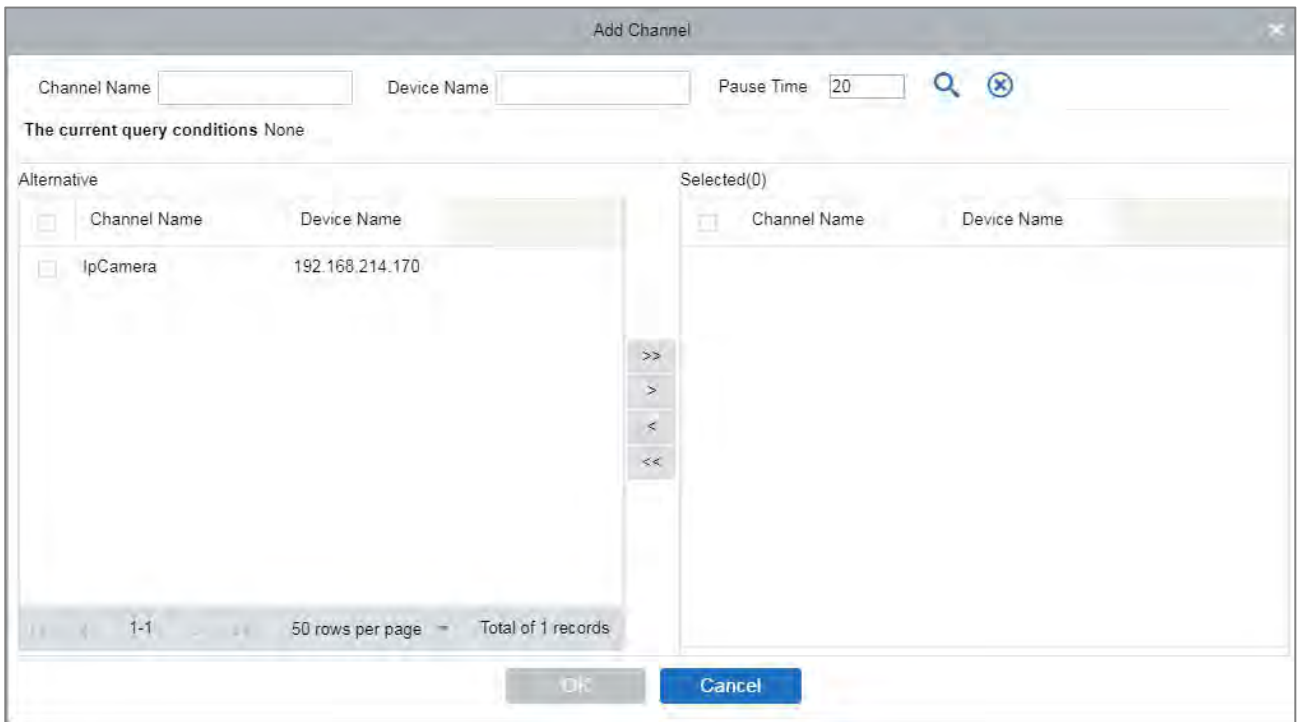 Add Channel
Channel Name Device Name Pause Time 20
The current query conditions None
Alternative Selected(0)
Channel Name Device Name Channel Name Device Name
IpCamera 192.168.214.170
>>
>
<
<<
1-1 50 rows per page Total of 1 records
OK Cancel